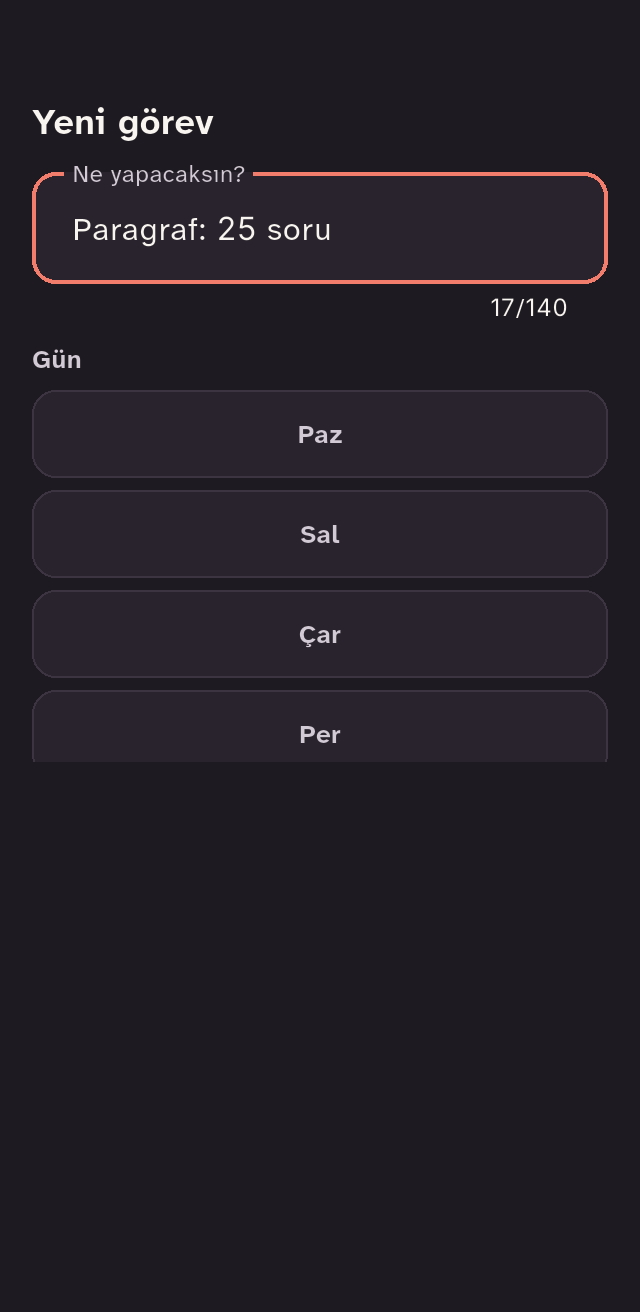 Yeni görev
Ne yapacaksın?
Paragraf: 25 soru
17/140
Gün
Paz
Sal
Çar
Per